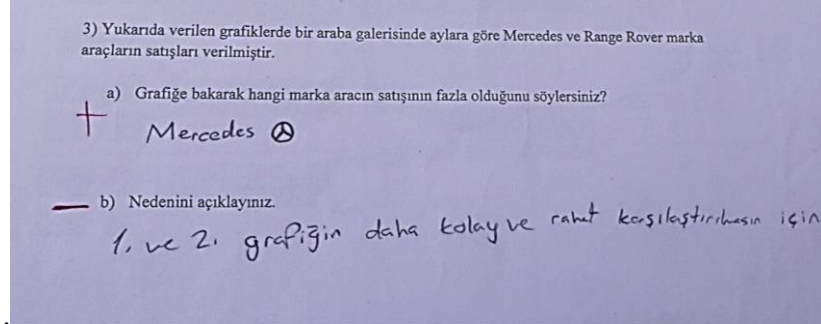 3) Yukarıda verilen grafiklerde bir araba galerisinde aylara göre Mercedes ve Range Rover marka
araçların satışları verilmiştir.
a) Grafiğe bakarak hangi marka aracın satışının fazla olduğunu söylersiniz?
+ Mercedes
— b) Nedenini açıklayınız.
1. ve 2. grafiğin daha kolay ve rahat karşılaştırılmasın için